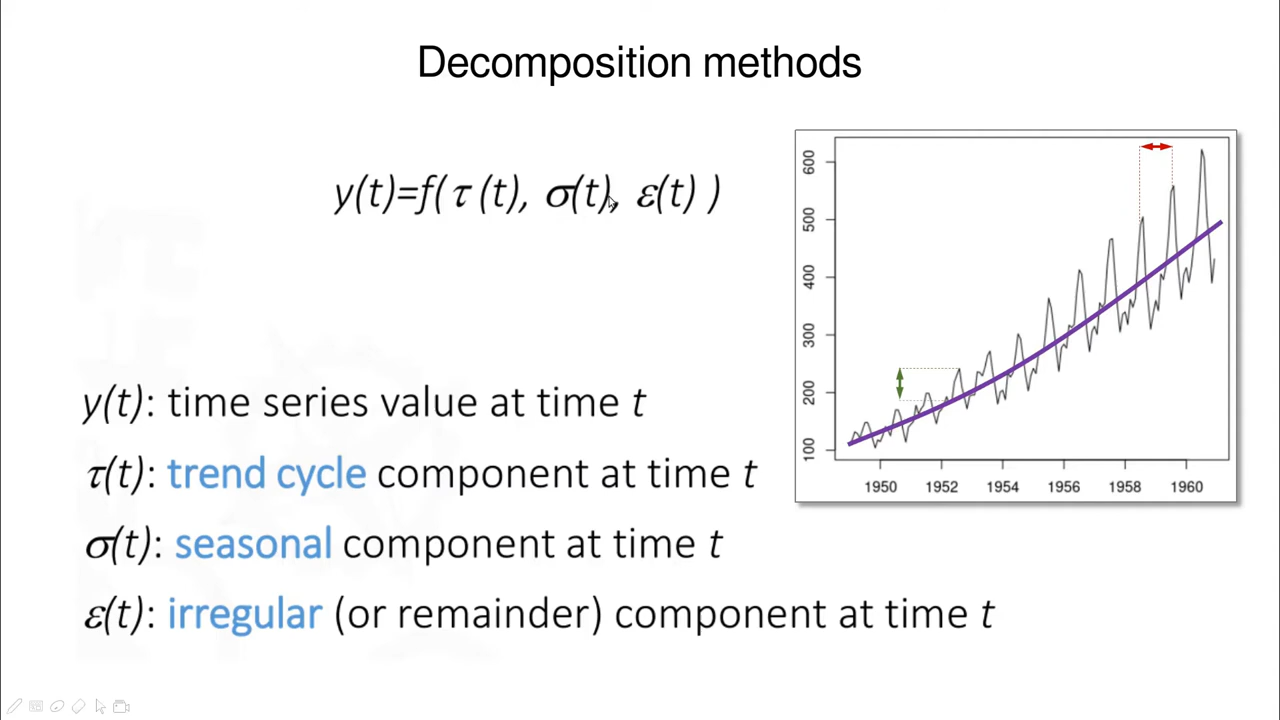 Decomposition methods
y(t)=f(τ (t), σ(t), ε(t) )
y(t): time series value at time t
τ(t): trend cycle component at time t
σ(t): seasonal component at time t
ε(t): irregular (or remainder) component at time t
600
500
400
300
200
100
1950 1952 1954 1956 1958 1960